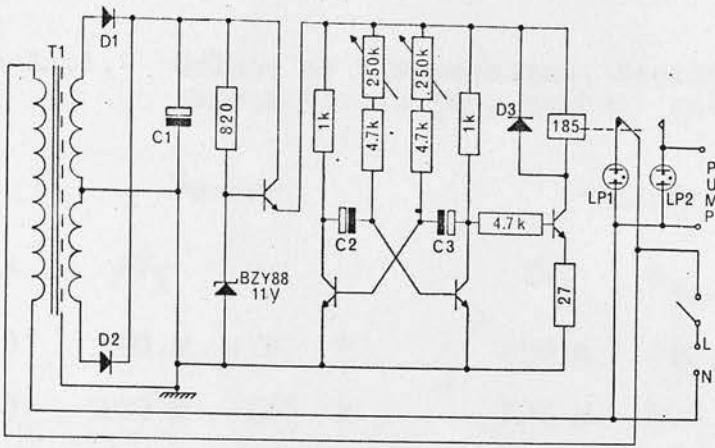 D1
T1
250k
250k
820
D3
C1
1k
4.7k
4.7k
1k
185
LP1
LP2
PUMP
C2
C3
4.7k
BZY88
11V
27
D2
L
N